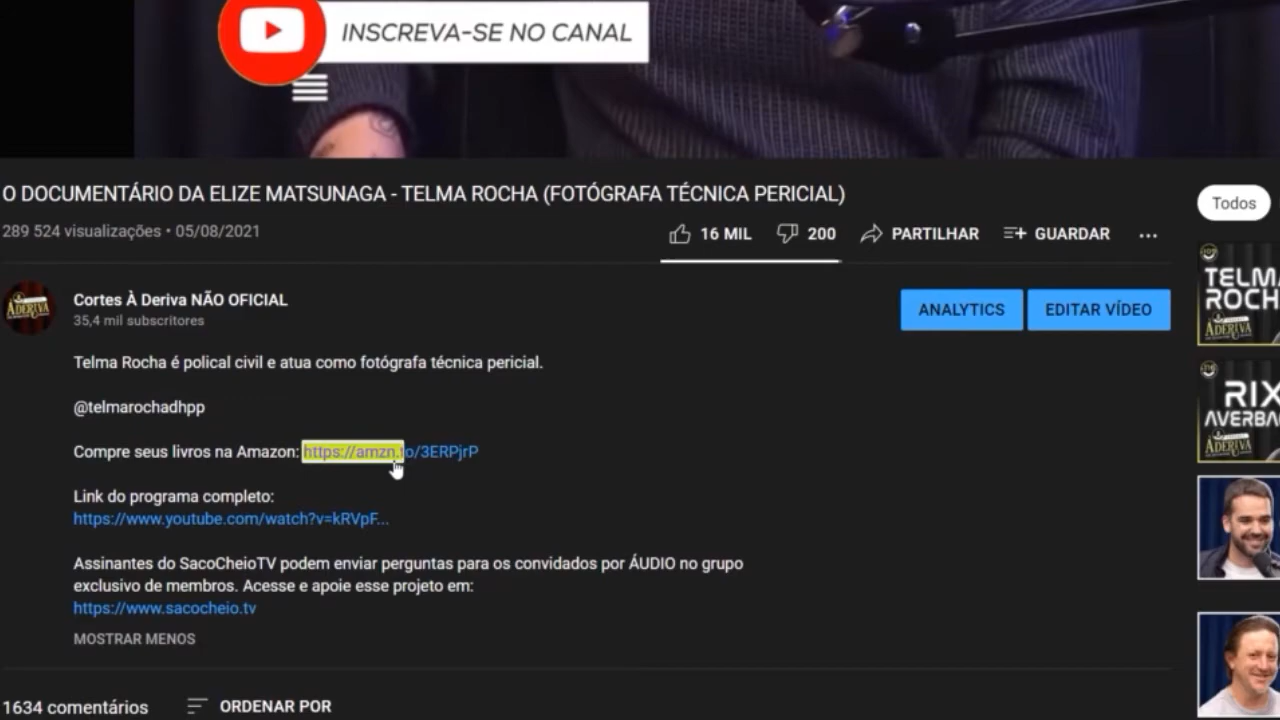 INSCREVA-SE NO CANAL
O DOCUMENTÁRIO DA ELIZE MATSUNAGA - TELMA ROCHA (FOTÓGRAFA TÉCNICA PERICIAL)
289 524 visualizações • 05/08/2021
16 MIL 200 PARTILHAR GUARDAR
Todos
Cortes À Deriva NÃO OFICIAL
35,4 mil subscritores
ANALYTICS EDITAR VÍDEO
ADERIVA
Telma Rocha é polical civil e atua como fotógrafa técnica pericial.
@telmarochadhpp
Compre seus livros na Amazon: https://amzn.to/3ERPjrP
Link do programa completo:
https://www.youtube.com/watch?v=kRVpF...
Assinantes do SacoCheioTV podem enviar perguntas para os convidados por ÁUDIO no grupo
exclusivo de membros. Acesse e apoie esse projeto em:
https://www.sacocheio.tv
MOSTRAR MENOS
1634 comentários ORDENAR POR
TELMA
ROCH
ADERIVA
RIX
AVERBA
ADERIVA